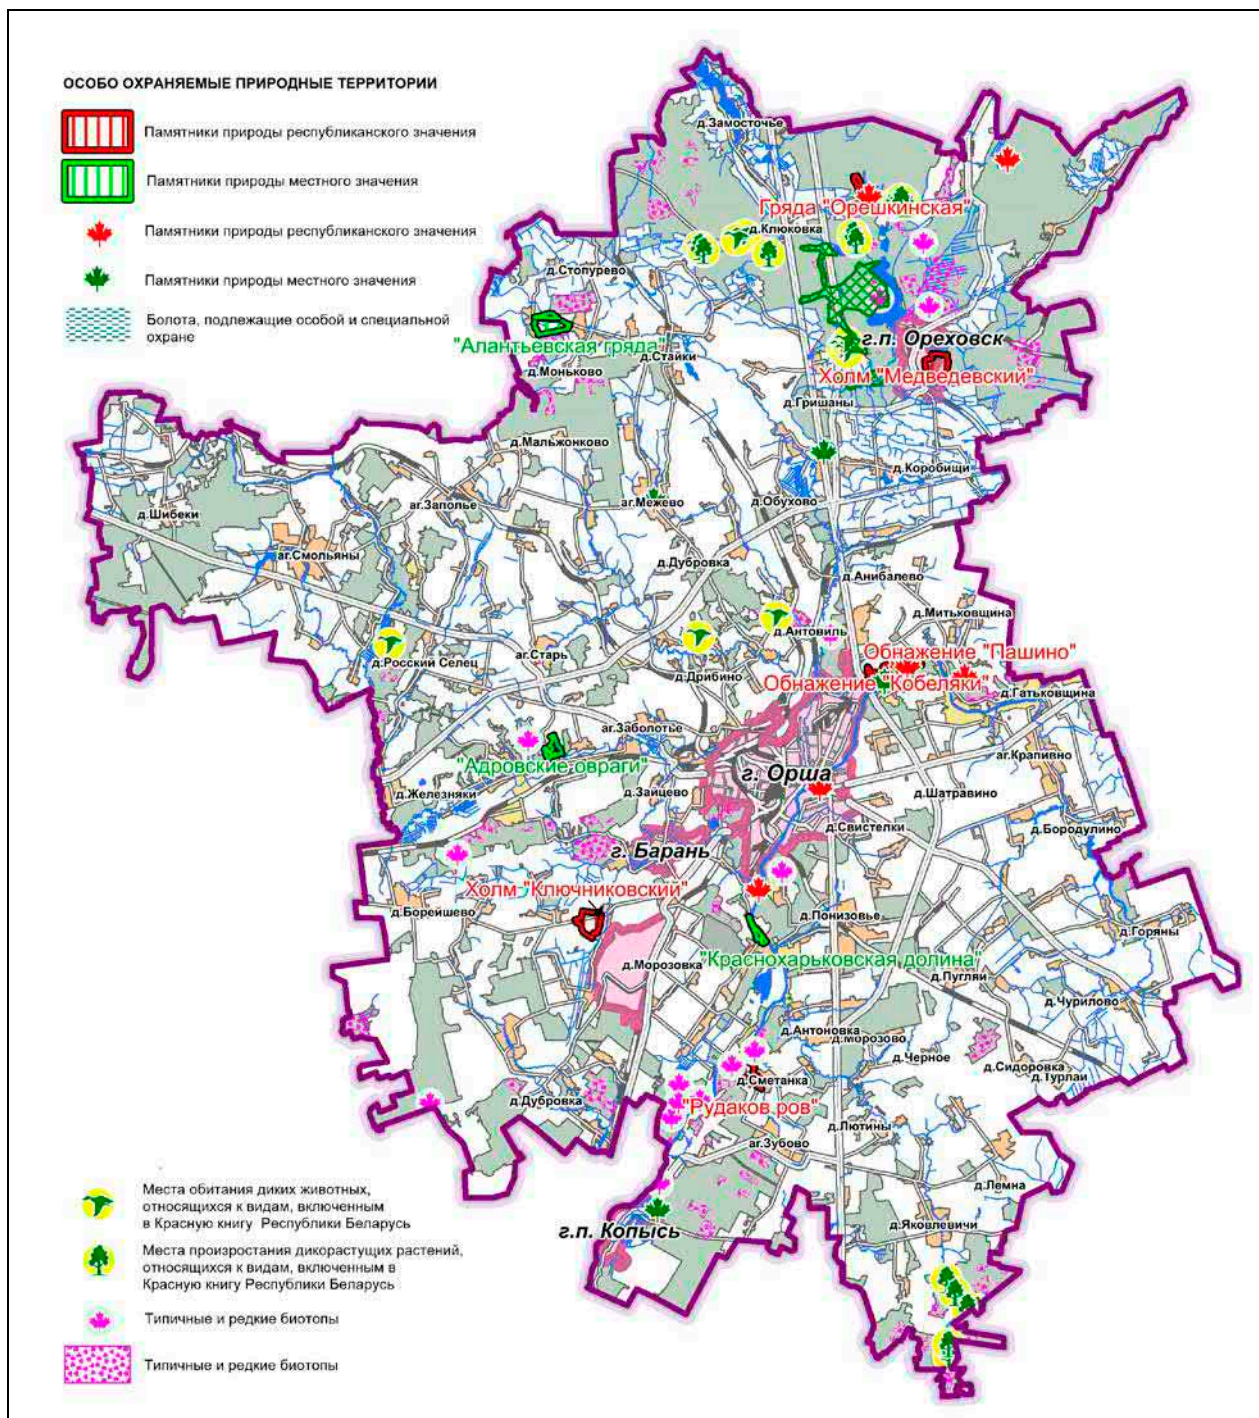 ОСОБО ОХРАНЯЕМЫЕ ПРИРОДНЫЕ ТЕРРИТОРИИ
Памятники природы республиканского значения
Памятники природы местного значения
Памятники природы республиканского значения
Памятники природы местного значения
Болота, подлежащие особой и специальной
охране
д.Замосточье
Гряда "Орешкинская"
д.Клюковка
д.Стопурево
"Алантьевская гряда"
д.Стайки
г.п. Ореховск
д.Моньково
Холм "Медведевский"
д.Гришаны
д.Мальжонково
д.Коробищи
аг.Заполье
аг.Межево
д.Обухово
д.Шибеки
аг.Смольяны
д.Дубровка
д.Анибалево
д.Митьковщина
д.Антовиль
д.Росский Селец
аг.Старь
д.Дрибино
Обнажение "Пашино"
Обнажение "Кобеляки"
д.Гатьковщина
аг.Заболотье
"Адровские овраги"
г. Орша
аг.Крапивно
д.Железняки
д.Зайцево
д.Шатравино
д.Свистелки
д.Бородулино
г. Барань
Холм "Ключниковский"
д.Борейшево
д.Понизовье
д.Горяны
"Краснохарьковская долина"
д.Морозовка
д.Пугляи
д.Чурилово
д.Антоновка
д.Морозово
д.Черное
д.Сидоровка
д.Турлаи
д.Сметанка
д.Дубровка
"Рудаков ров"
д.Лютины
аг.Зубово
д.Лемна
д.Яковлевичи
г.п. Копысь
Места обитания диких животных,
относящихся к видам, включенным
в Красную книгу Республики Беларусь
Места произростания дикорастущих растений,
относящихся к видам, включенным в
Красную книгу Республики Беларусь
Типичные и редкие биотопы
Типичные и редкие биотопы